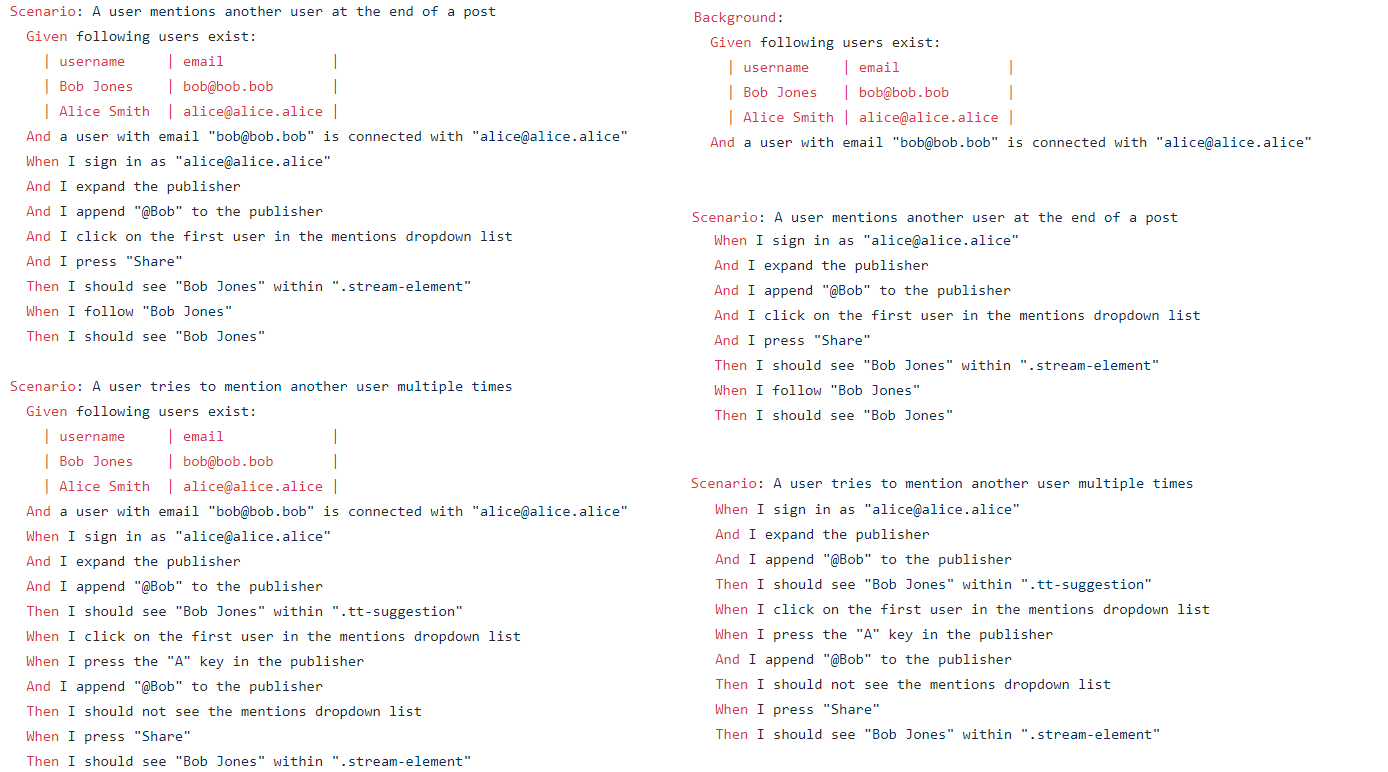 Scenario: A user mentions another user at the end of a post
Given following users exist:
| username | email |
| Bob Jones | bob@bob.bob |
| Alice Smith | alice@alice.alice |
And a user with email "bob@bob.bob" is connected with "alice@alice.alice"
When I sign in as "alice@alice.alice"
And I expand the publisher
And I append "@Bob" to the publisher
And I click on the first user in the mentions dropdown list
And I press "Share"
Then I should see "Bob Jones" within ".stream-element"
When I follow "Bob Jones"
Then I should see "Bob Jones"
Scenario: A user tries to mention another user multiple times
Given following users exist:
| username | email |
| Bob Jones | bob@bob.bob |
| Alice Smith | alice@alice.alice |
And a user with email "bob@bob.bob" is connected with "alice@alice.alice"
When I sign in as "alice@alice.alice"
And I expand the publisher
And I append "@Bob" to the publisher
Then I should see "Bob Jones" within ".tt-suggestion"
When I click on the first user in the mentions dropdown list
When I press the "A" key in the publisher
And I append "@Bob" to the publisher
Then I should not see the mentions dropdown list
When I press "Share"
Then I should see "Bob Jones" within ".stream-element"
Background:
Given following users exist:
| username | email |
| Bob Jones | bob@bob.bob |
| Alice Smith | alice@alice.alice |
And a user with email "bob@bob.bob" is connected with "alice@alice.alice"
Scenario: A user mentions another user at the end of a post
When I sign in as "alice@alice.alice"
And I expand the publisher
And I append "@Bob" to the publisher
And I click on the first user in the mentions dropdown list
And I press "Share"
Then I should see "Bob Jones" within ".stream-element"
When I follow "Bob Jones"
Then I should see "Bob Jones"
Scenario: A user tries to mention another user multiple times
When I sign in as "alice@alice.alice"
And I expand the publisher
And I append "@Bob" to the publisher
Then I should see "Bob Jones" within ".tt-suggestion"
When I click on the first user in the mentions dropdown list
When I press the "A" key in the publisher
And I append "@Bob" to the publisher
Then I should not see the mentions dropdown list
When I press "Share"
Then I should see "Bob Jones" within ".stream-element"